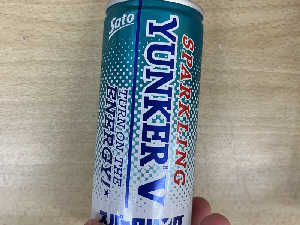 Sato
SPARKLING
YUNKER V
TURN ON THE
ENERGY!